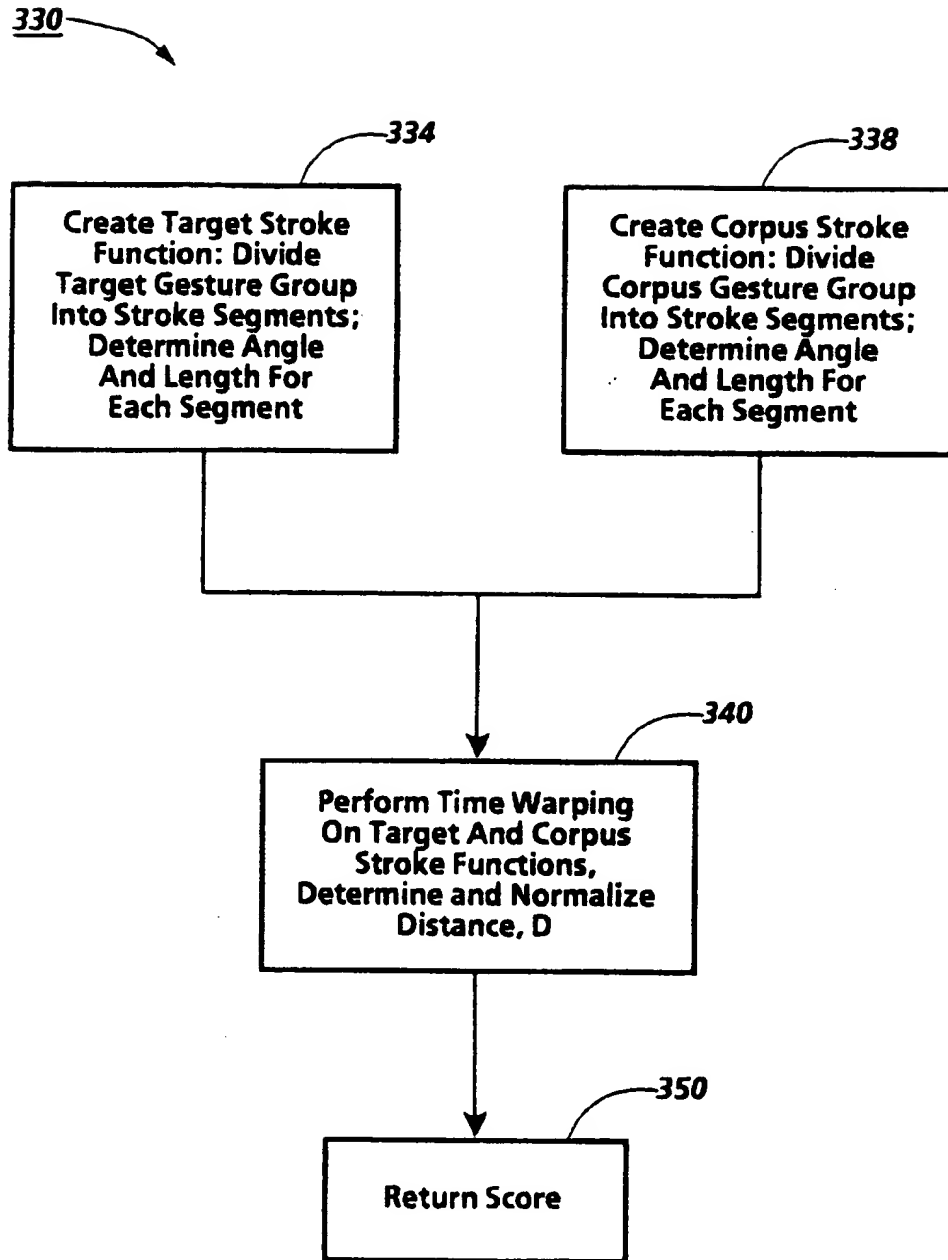 330
334
Create Target Stroke
Function: Divide
Target Gesture Group
Into Stroke Segments;
Determine Angle
And Length For
Each Segment
338
Create Corpus Stroke
Function: Divide
Corpus Gesture Group
Into Stroke Segments;
Determine Angle
And Length For
Each Segment
340
Perform Time Warping
On Target And Corpus
Stroke Functions,
Determine and Normalize
Distance, D
350
Return Score